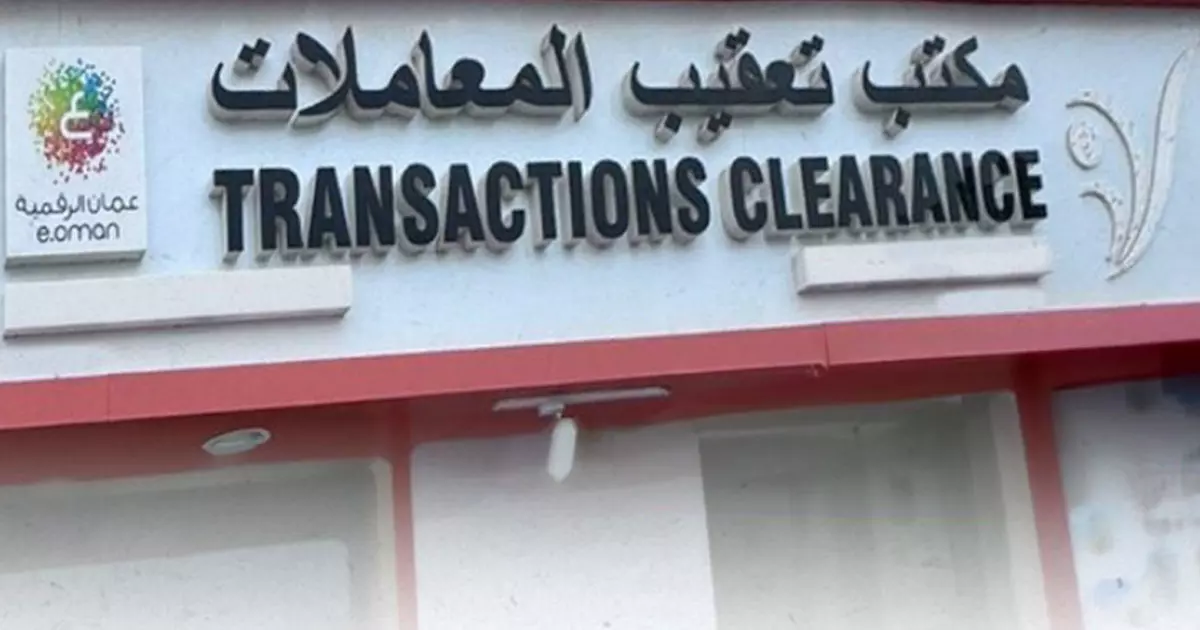 مكتب تعقيب المعاملات
TRANSACTIONS CLEARANCE
ع
عمان الرقمية
e.oman